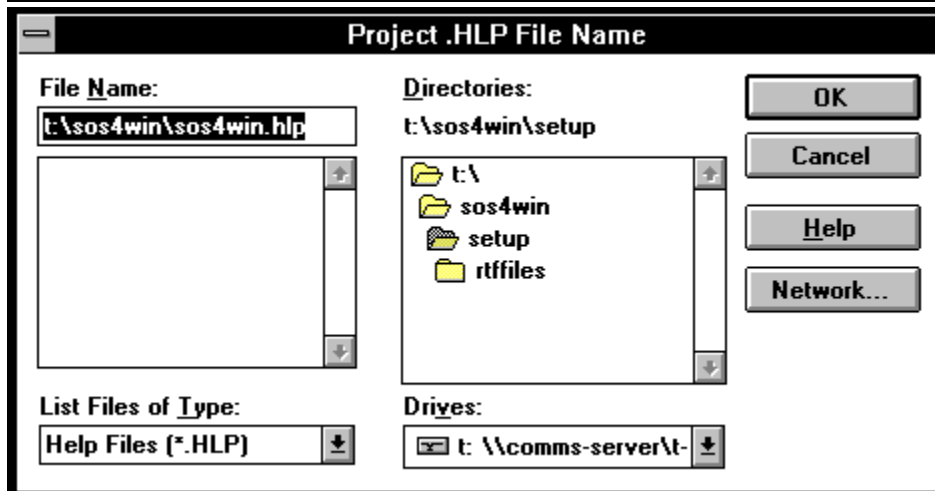 Project .HLP File Name
File Name:
t:\sos4win\sos4win.hlp
Directories:
t:\sos4win\setup
t:\
sos4win
setup
rtffiles
OK
Cancel
Help
Network...
List Files of Type:
Help Files (*.HLP)
Drives:
t: \\comms-server\t-